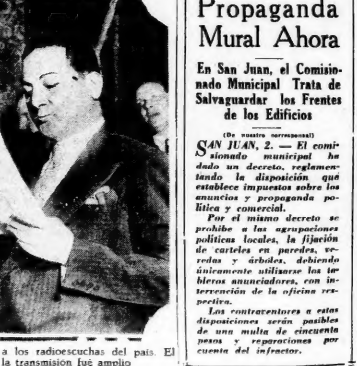 Propaganda
Mural Ahora
En San Juan, el Comisio-
nado Municipal Trata de
Salvaguardar los Frentes
de los Edificios
(De nuestro corresponsal)
SAN JUAN, 2. — El comi-
sionado municipal ha
dado un decreto, reglamen-
tando la disposición que
establece impuestos sobre los
anuncios y propaganda po-
lítica y comercial.
Por el mismo decreto se
prohibe a las agrupaciones
políticas locales, la fijación
de carteles en paredes, ve-
redas y árboles, debiendo
únicamente utilizarse los ta-
bleros anunciadores, con in-
tervención de la oficina res-
pectiva.
Los contraventores a estas
disposiciones serán pasibles
de una multa de cincuenta
pesos y reparaciones por
cuenta del infractor.
a los radioescuchas del país. El
la transmisión fué amplio